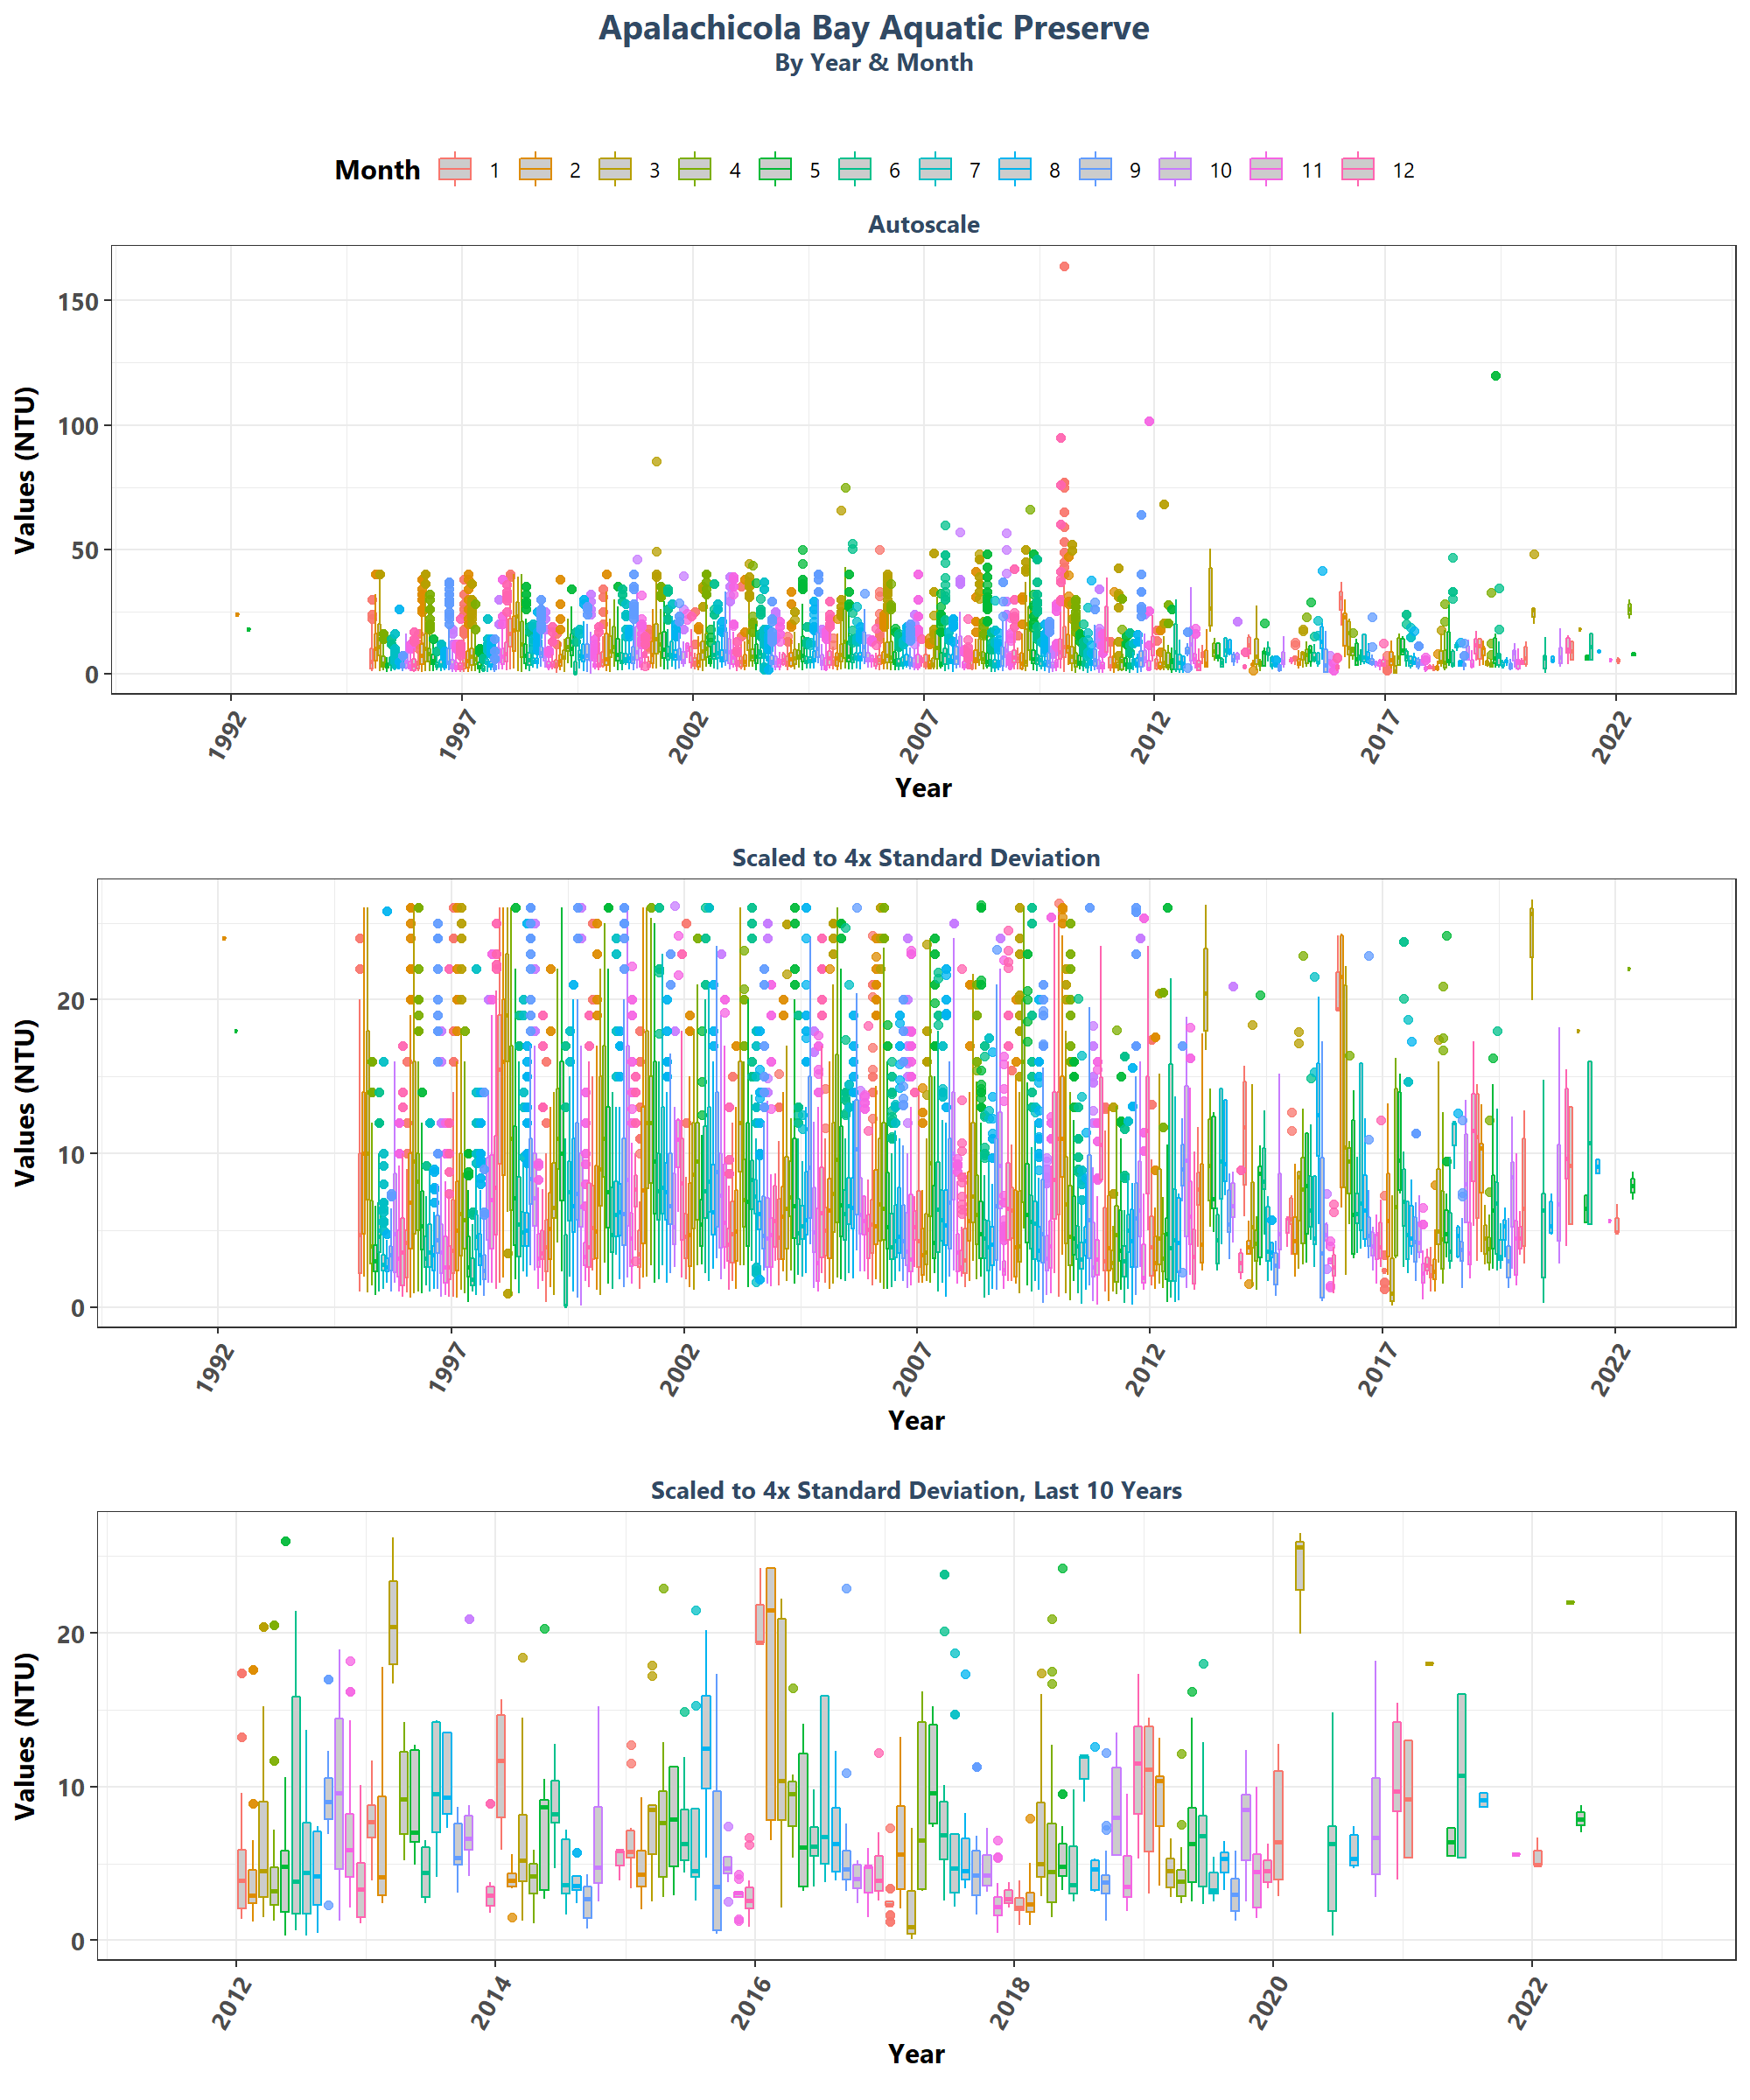 Apalachicola Bay Aquatic Preserve
By Year & Month
Month 1 2 3 4 5 6 7 8 9 10 11 12
Autoscale
Values (NTU)
150
100
50
0
1992 1997 2002 2007 2012 2017 2022
Year
Scaled to 4x Standard Deviation
Values (NTU)
20
10
0
1992 1997 2002 2007 2012 2017 2022
Year
Scaled to 4x Standard Deviation, Last 10 Years
Values (NTU)
20
10
0
2012 2014 2016 2018 2020 2022
Year